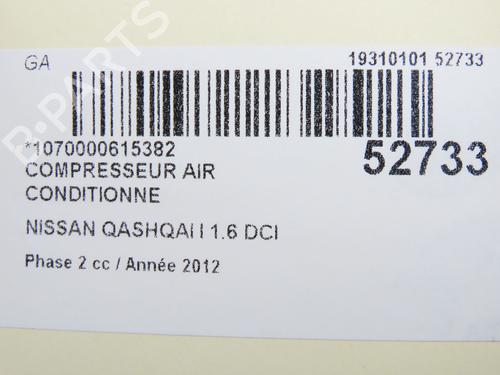 GA
19310101 52733
*1070000615382
52733
COMPRESSEUR AIR
CONDITIONNE
NISSAN QASHQAI I 1.6 DCI
Phase 2 cc / Année 2012
B-PARTS